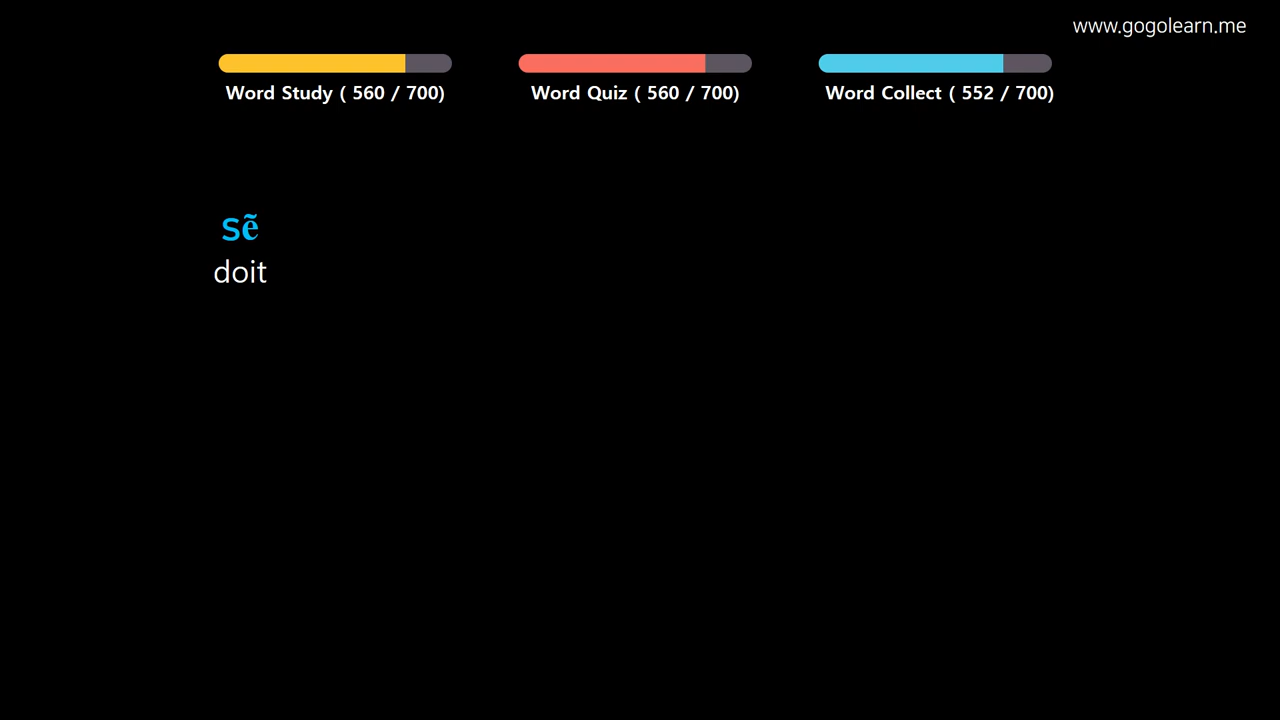 www.gogolearn.me
Word Study ( 560 / 700)
Word Quiz ( 560 / 700)
Word Collect ( 552 / 700)
sẽ
doit